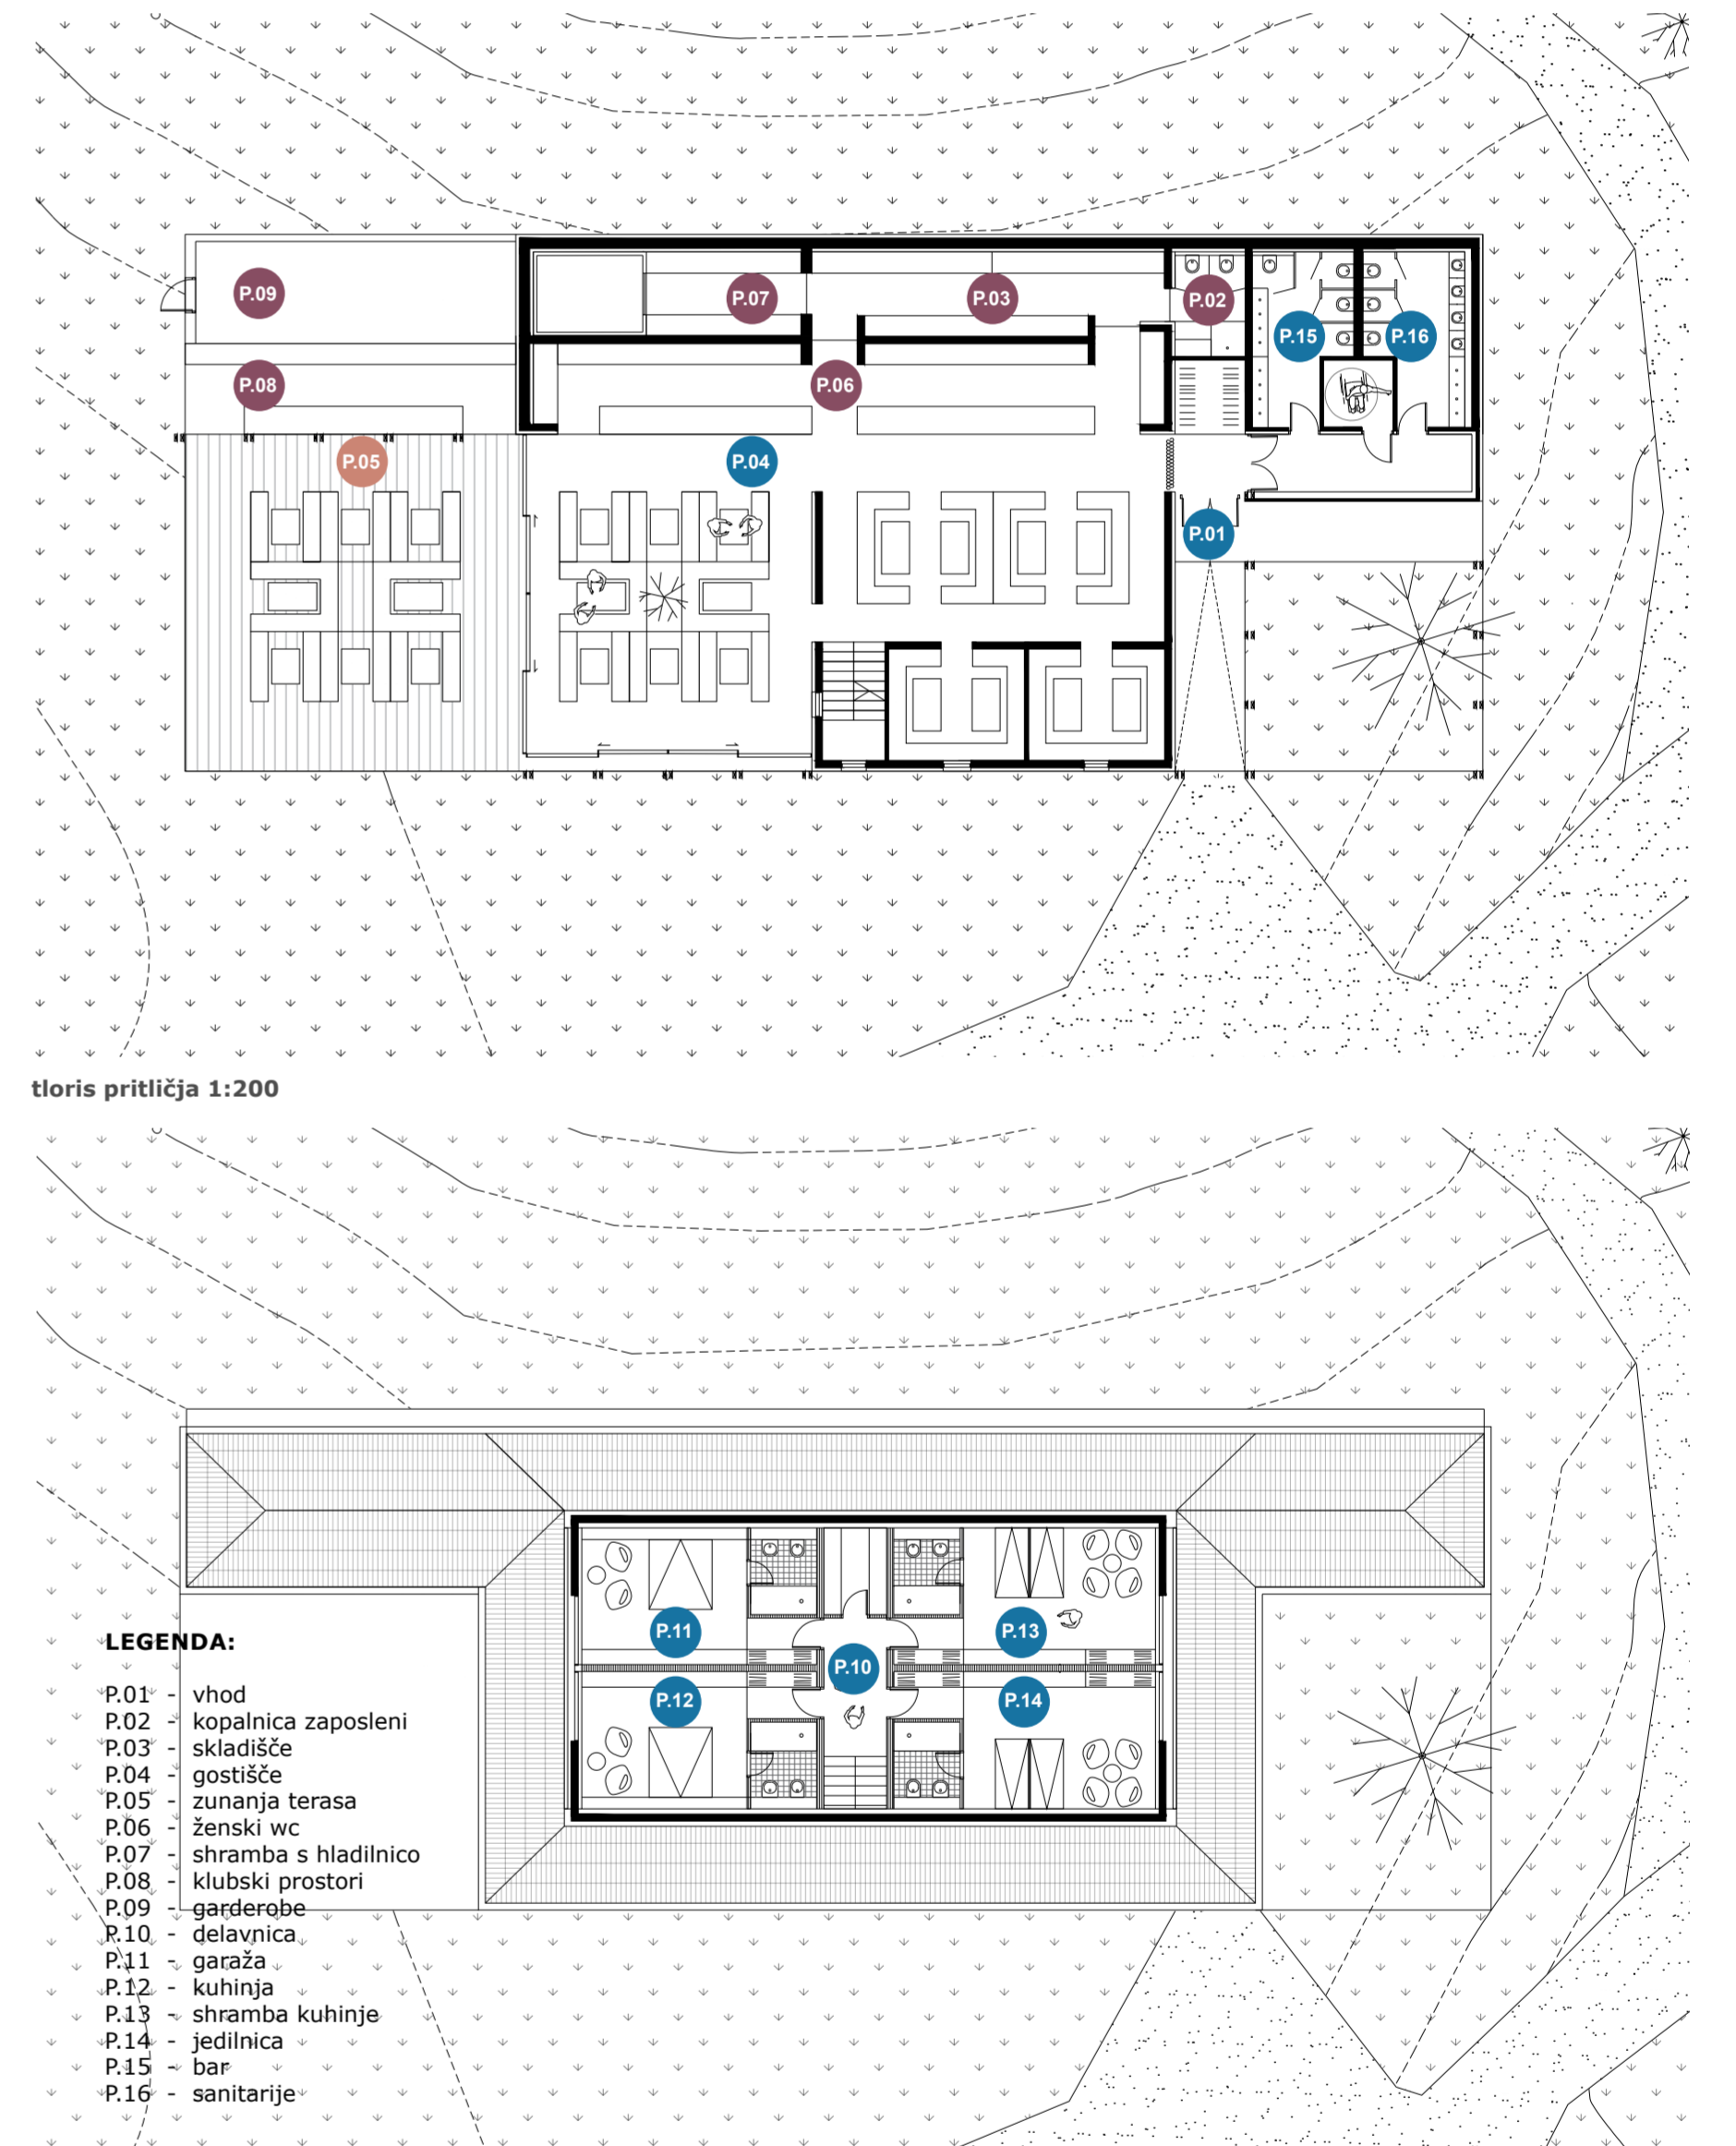 P.09
P.07
P.03
P.02
P.15
P.16
P.08
P.06
P.05
P.04
P.01
tloris pritličja 1:200
P.11
P.13
P.10
P.12
P.14
LEGENDA:
P.01 - vhod
P.02 - kopalnica zaposleni
P.03 - skladišče
P.04 - gostišče
P.05 - zunanja terasa
P.06 - ženski wc
P.07 - shramba s hladilnico
P.08 - klubski prostori
P.09 - garderobe
P.10 - delavnica
P.11 - garaža
P.12 - kuhinja
P.13 - shramba kuhinje
P.14 - jedilnica
P.15 - bar
P.16 - sanitarije